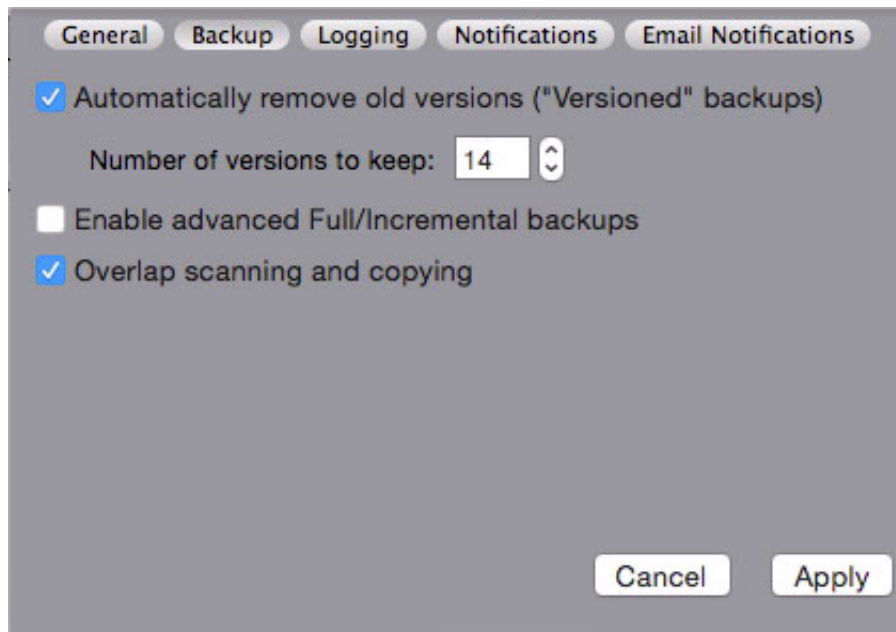 General Backup Logging Notifications Email Notifications
Automatically remove old versions ("Versioned" backups)
Number of versions to keep: 14
Enable advanced Full/Incremental backups
Overlap scanning and copying
Cancel Apply